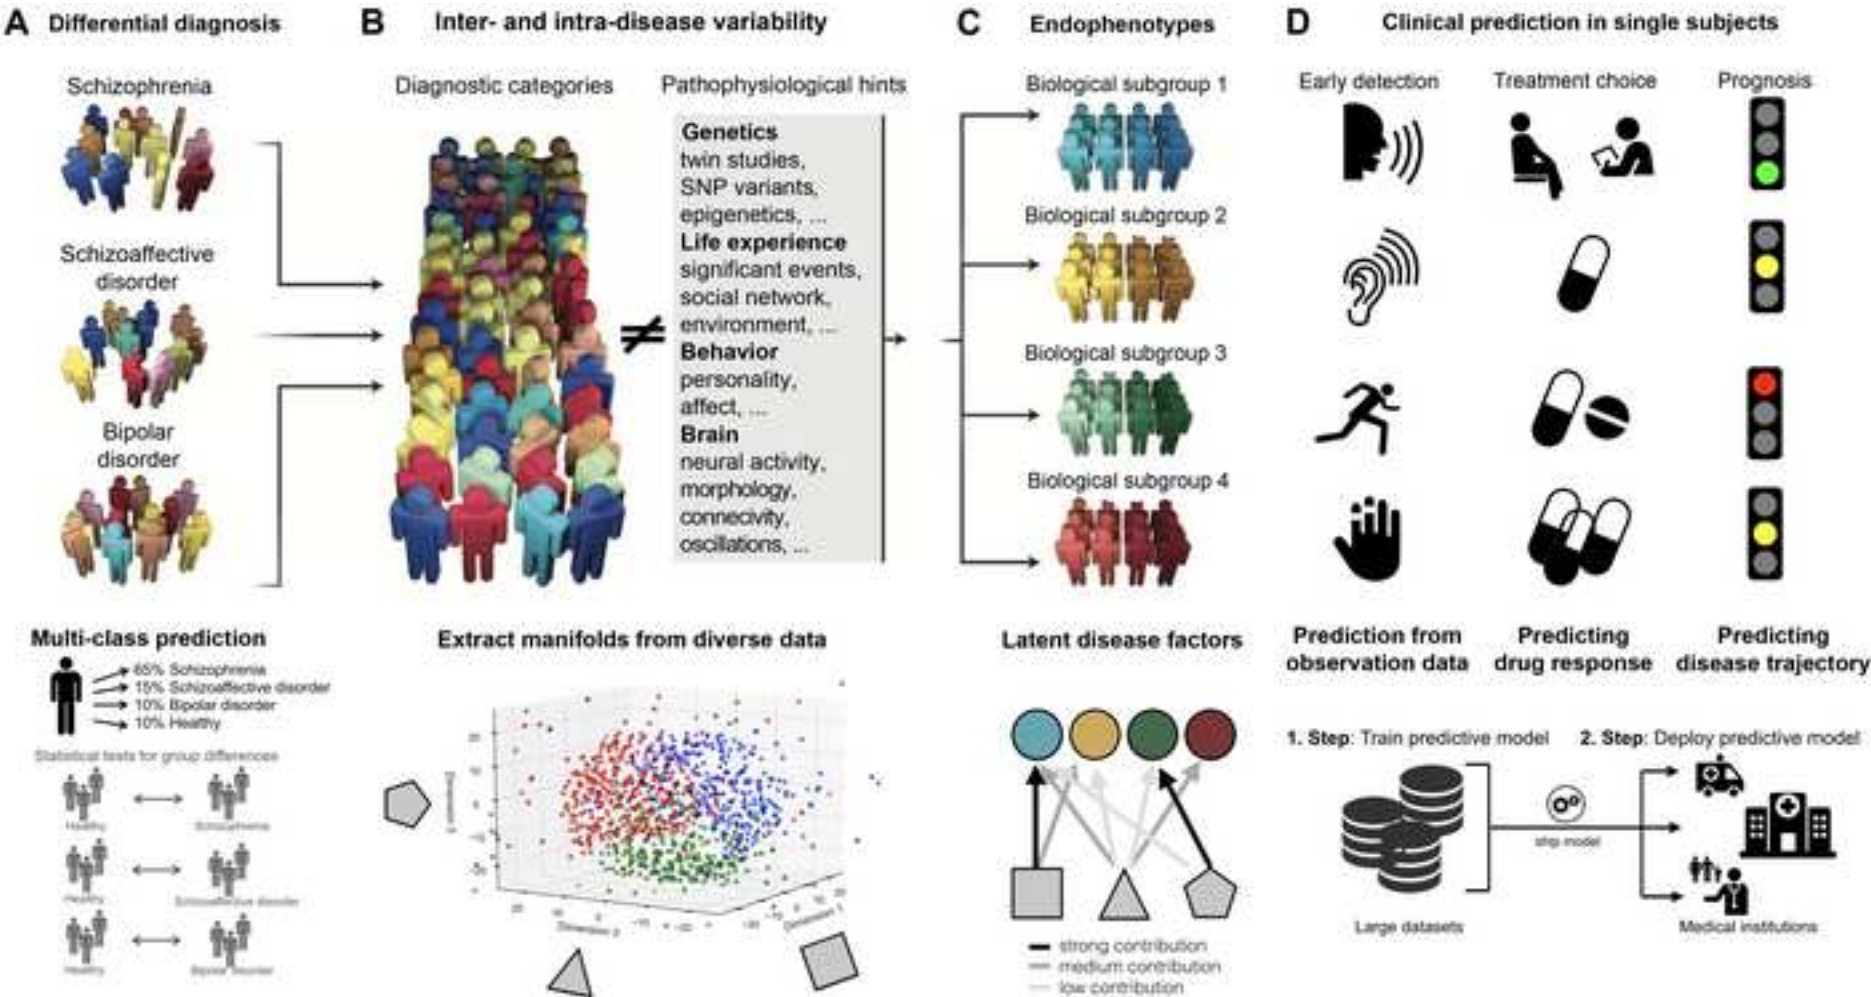 A Differential diagnosis
Schizophrenia
Schizoaffective
disorder
Bipolar
disorder
Multi-class prediction
65% Schizophrenia
15% Schizoaffective disorder
10% Bipolar disorder
10% Healthy
Statistical tests for group differences
Healthy
Schizophrenia
Healthy
Schizoaffective disorder
Healthy
Bipolar disorder
B Inter- and intra-disease variability
Diagnostic categories
≠
Pathophysiological hints
Genetics
twin studies,
SNP variants,
epigenetics, ...
Life experience
significant events,
social network,
environment, ...
Behavior
personality,
affect, ...
Brain
neural activity,
morphology,
connecivity,
oscillations, ...
Extract manifolds from diverse data
Dimension 2
Dimension 1
C Endophenotypes
Biological subgroup 1
Biological subgroup 2
Biological subgroup 3
Biological subgroup 4
Latent disease factors
strong contribution
medium contribution
low contribution
D Clinical prediction in single subjects
Early detection
Treatment choice
Prognosis
Prediction from
observation data
Predicting
drug response
Predicting
disease trajectory
1. Step: Train predictive model
2. Step: Deploy predictive model
ship model
Large datasets
Medical institutions